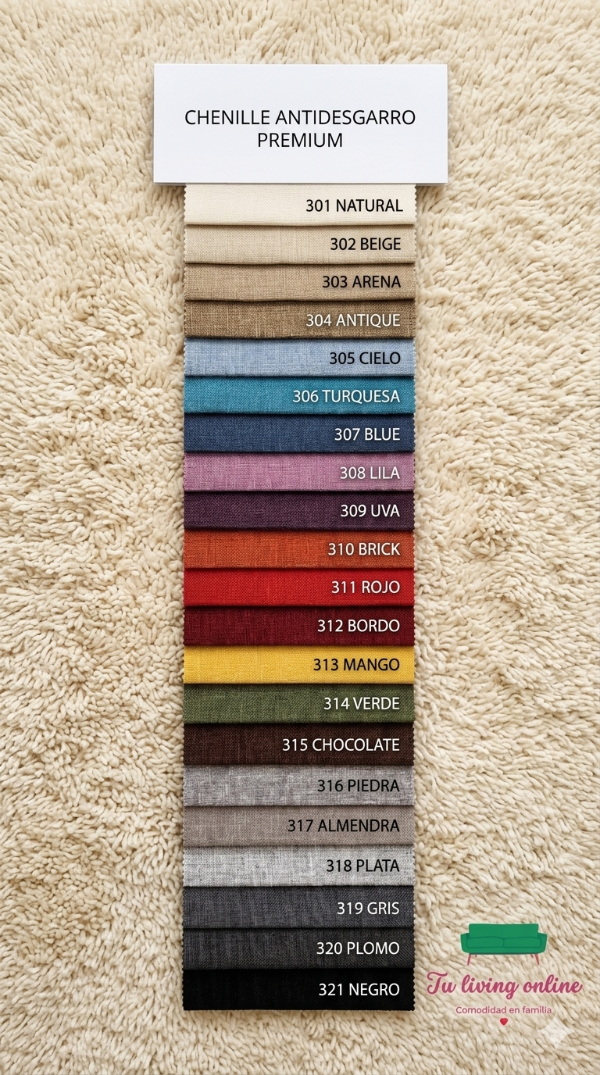 CHENILLE ANTIDESGARRO
PREMIUM
301 NATURAL
302 BEIGE
303 ARENA
304 ANTIQUE
305 CIELO
306 TURQUESA
307 BLUE
308 LILA
309 UVA
310 BRICK
311 ROJO
312 BORDO
313 MANGO
314 VERDE
315 CHOCOLATE
316 PIEDRA
317 ALMENDRA
318 PLATA
319 GRIS
320 PLOMO
321 NEGRO
Tu living online
Comodidad en familia